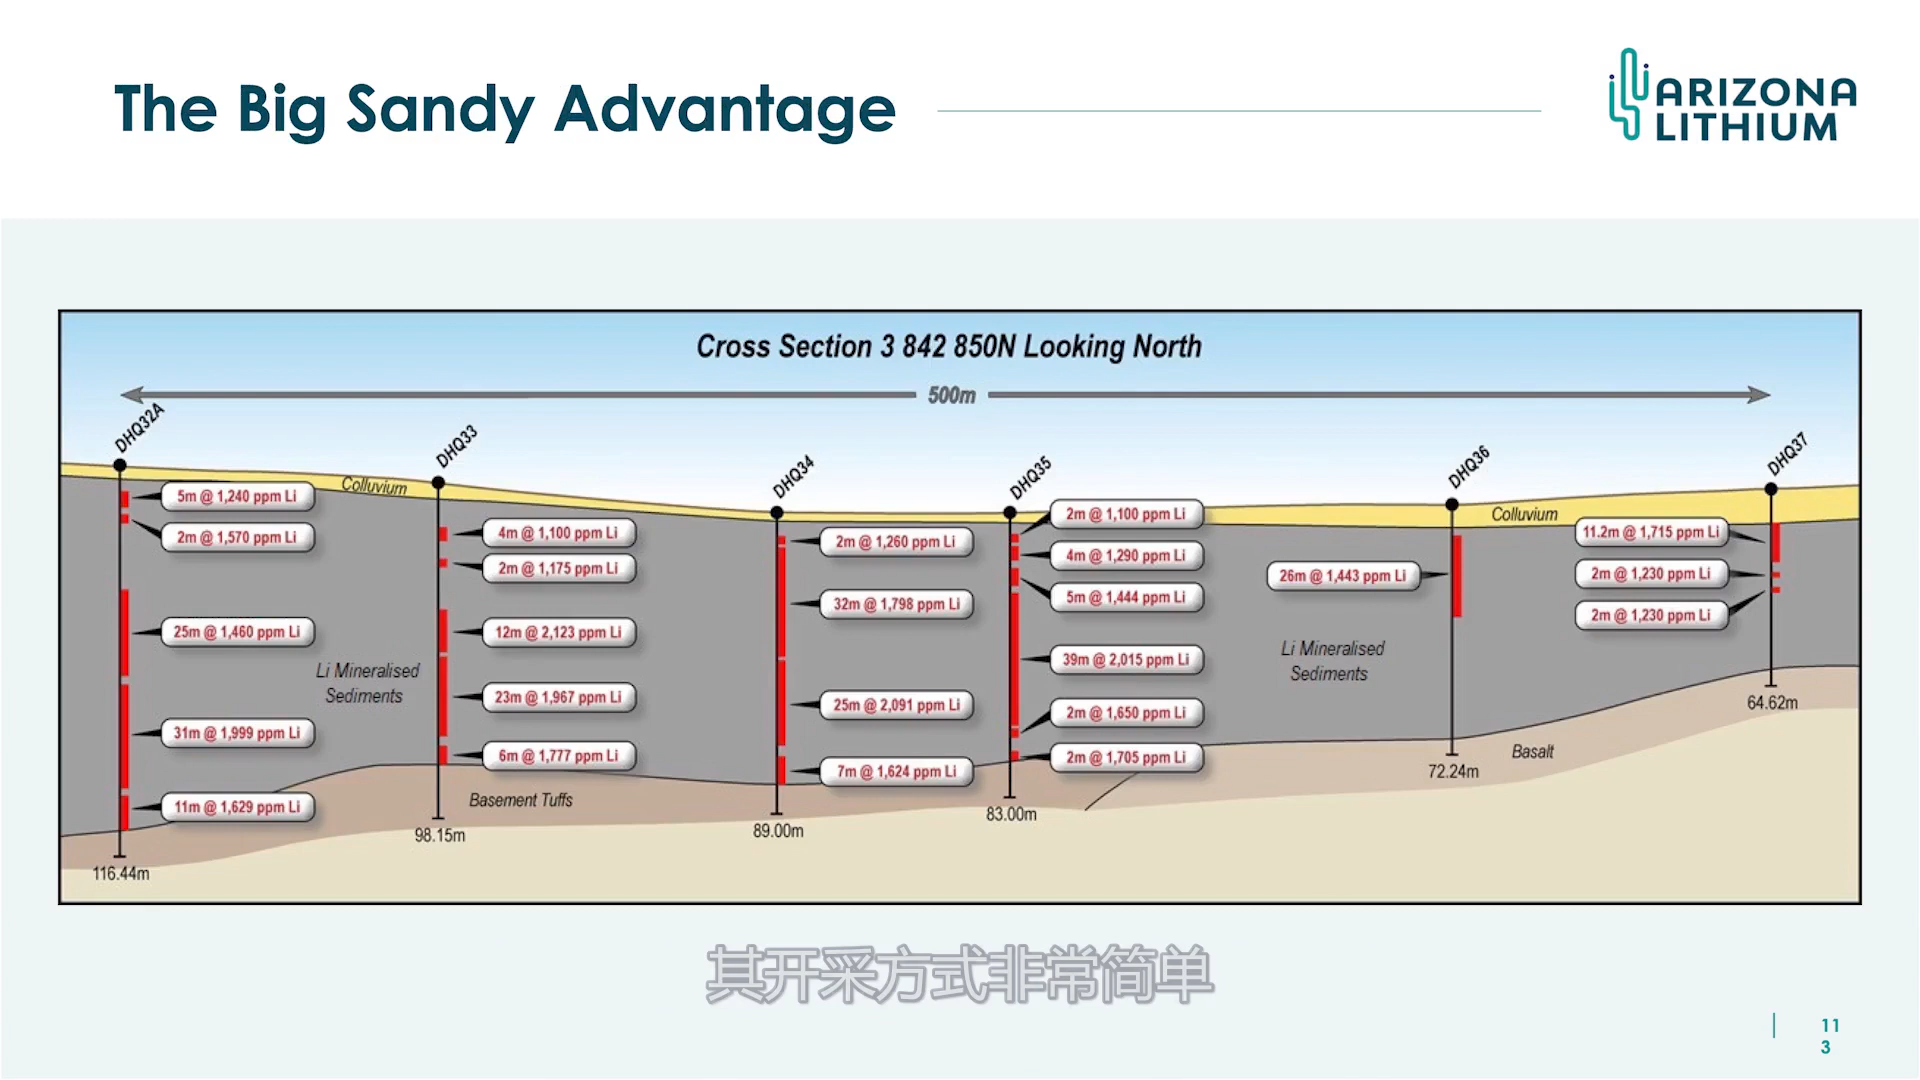 The Big Sandy Advantage
ARIZONA
LITHIUM
Cross Section 3 842 850N Looking North
500m
DHQ32A
DHQ33
DHQ34
DHQ35
DHQ36
DHQ37
Colluvium
Colluvium
5m @ 1,240 ppm Li
2m @ 1,570 ppm Li
25m @ 1,460 ppm Li
31m @ 1,999 ppm Li
11m @ 1,629 ppm Li
116.44m
Li Mineralised
Sediments
4m @ 1,100 ppm Li
2m @ 1,175 ppm Li
12m @ 2,123 ppm Li
23m @ 1,967 ppm Li
6m @ 1,777 ppm Li
Basement Tuffs
98.15m
2m @ 1,260 ppm Li
32m @ 1,798 ppm Li
25m @ 2,091 ppm Li
7m @ 1,624 ppm Li
89.00m
2m @ 1,100 ppm Li
4m @ 1,290 ppm Li
5m @ 1,444 ppm Li
39m @ 2,015 ppm Li
2m @ 1,650 ppm Li
2m @ 1,705 ppm Li
83.00m
26m @ 1,443 ppm Li
Li Mineralised
Sediments
72.24m
Basalt
11.2m @ 1,715 ppm Li
2m @ 1,230 ppm Li
2m @ 1,230 ppm Li
64.62m
其开采方式非常简单
11
3